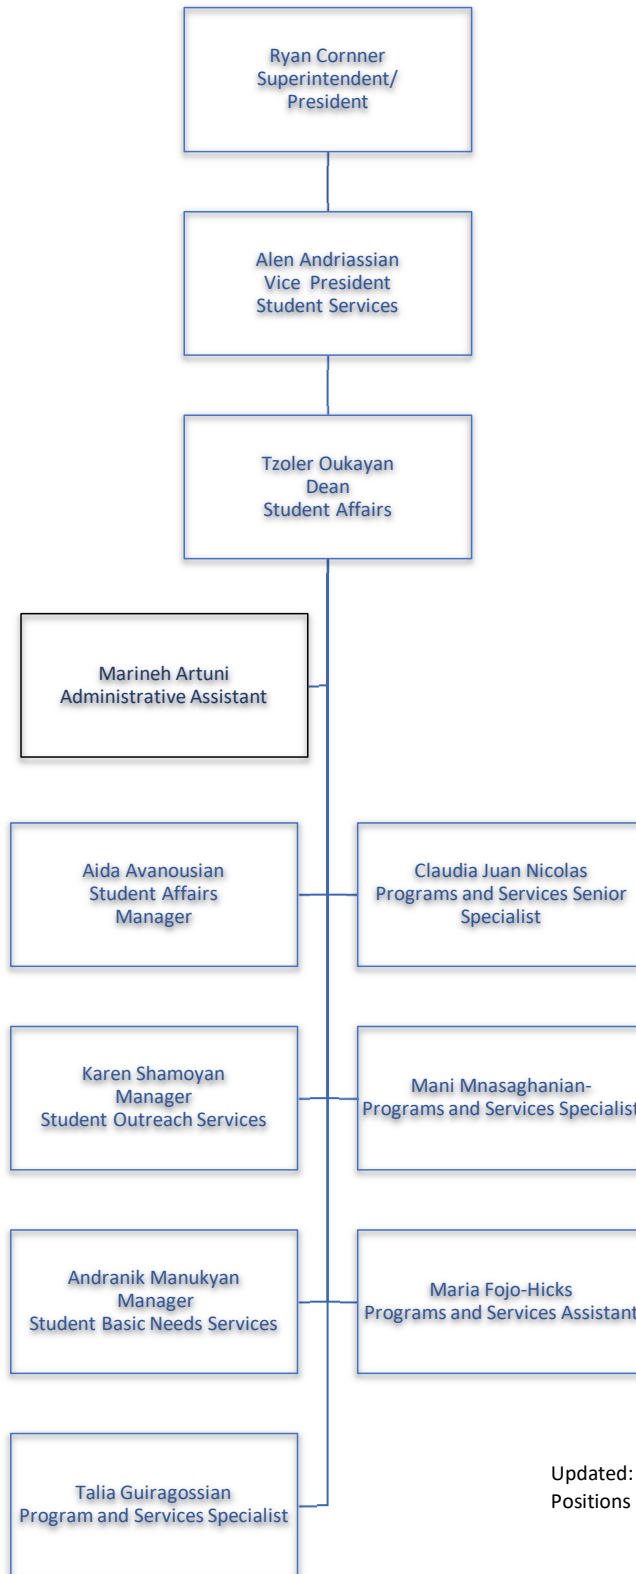 Ryan Cornner
Superintendent/
President
Alen Andriassian
Vice President
Student Services
Tzoler Oukayan
Dean
Student Affairs
Marineh Artuni
Administrative Assistant
Aida Avanousian
Student Affairs
Manager
Claudia Juan Nicolas
Programs and Services Senior
Specialist
Karen Shamoyan
Manager
Student Outreach Services
Mani Mnasaghanian-
Programs and Services Specialist
Andranik Manukyan
Manager
Student Basic Needs Services
Maria Fojo-Hicks
Programs and Services Assistant
Talia Guiragossian
Program and Services Specialist
Updated:
Positions